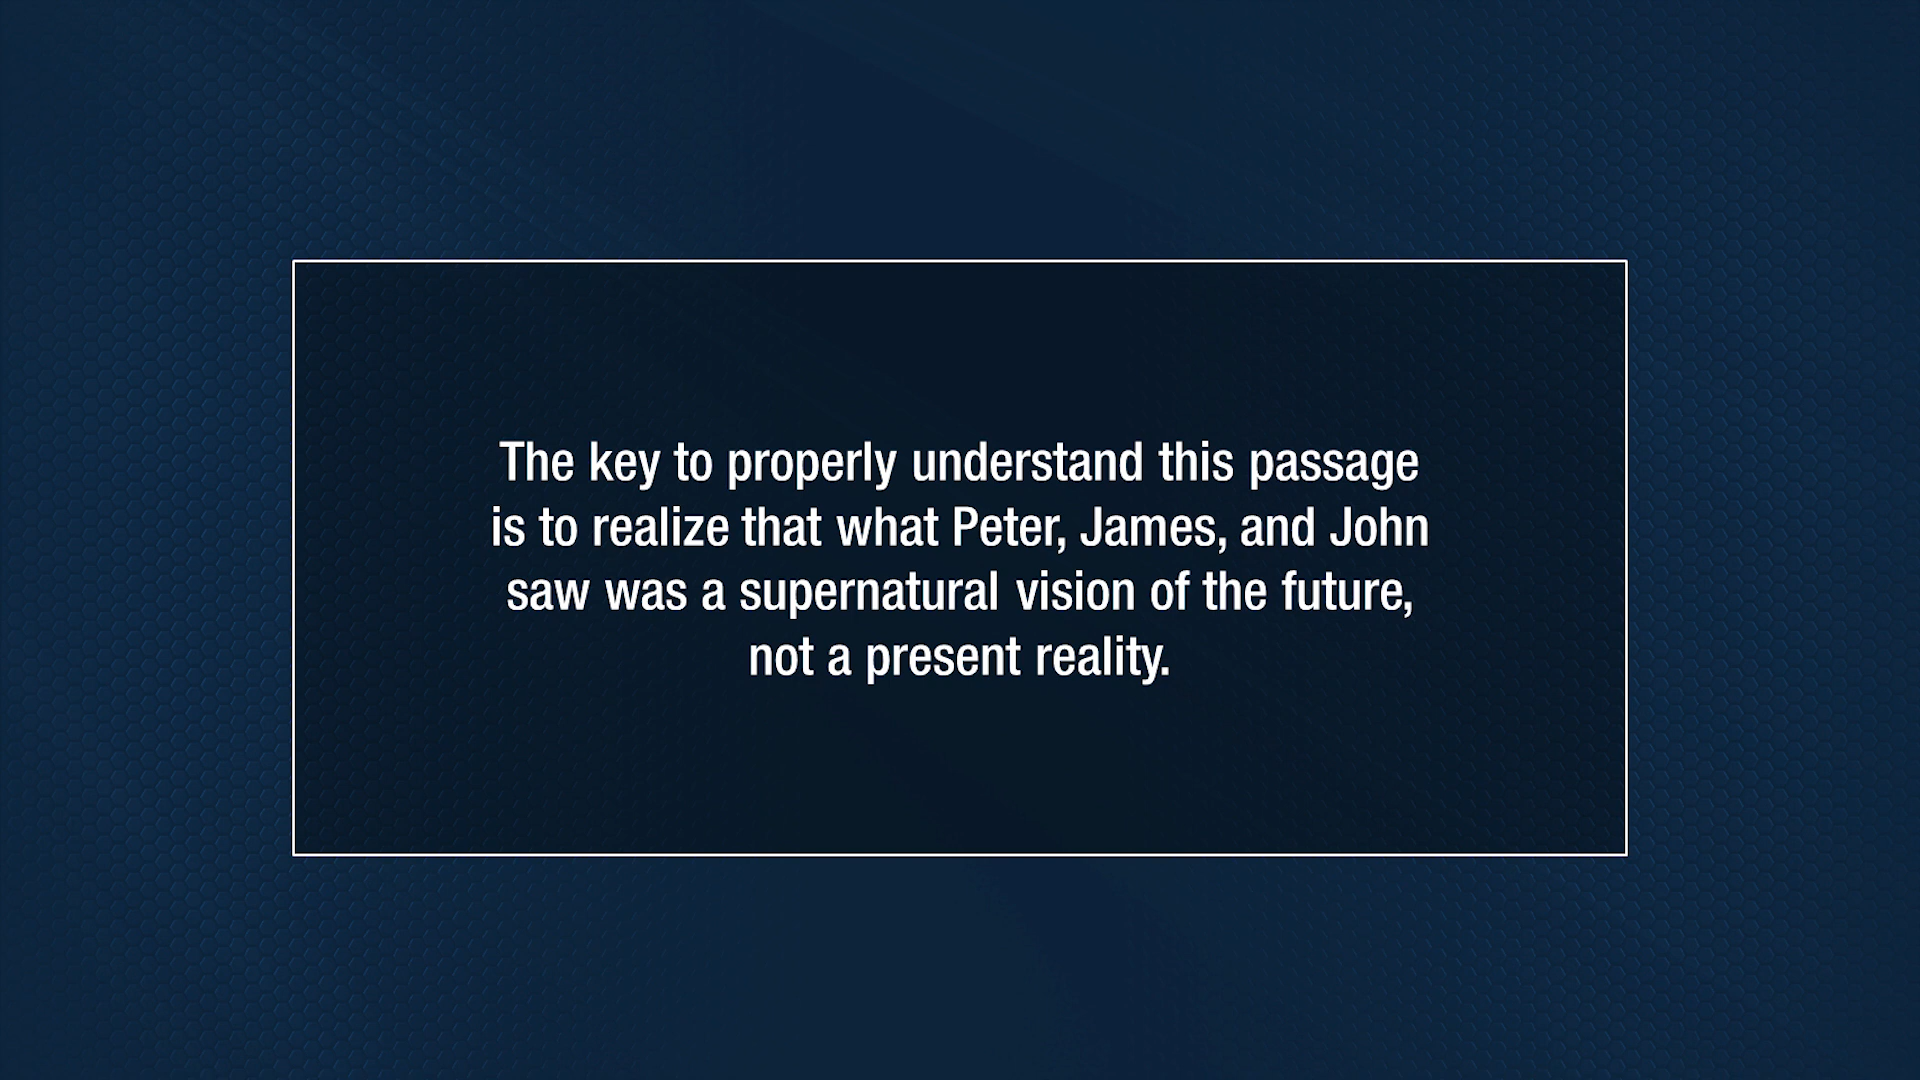 The key to properly understand this passage
is to realize that what Peter, James, and John
saw was a supernatural vision of the future,
not a present reality.